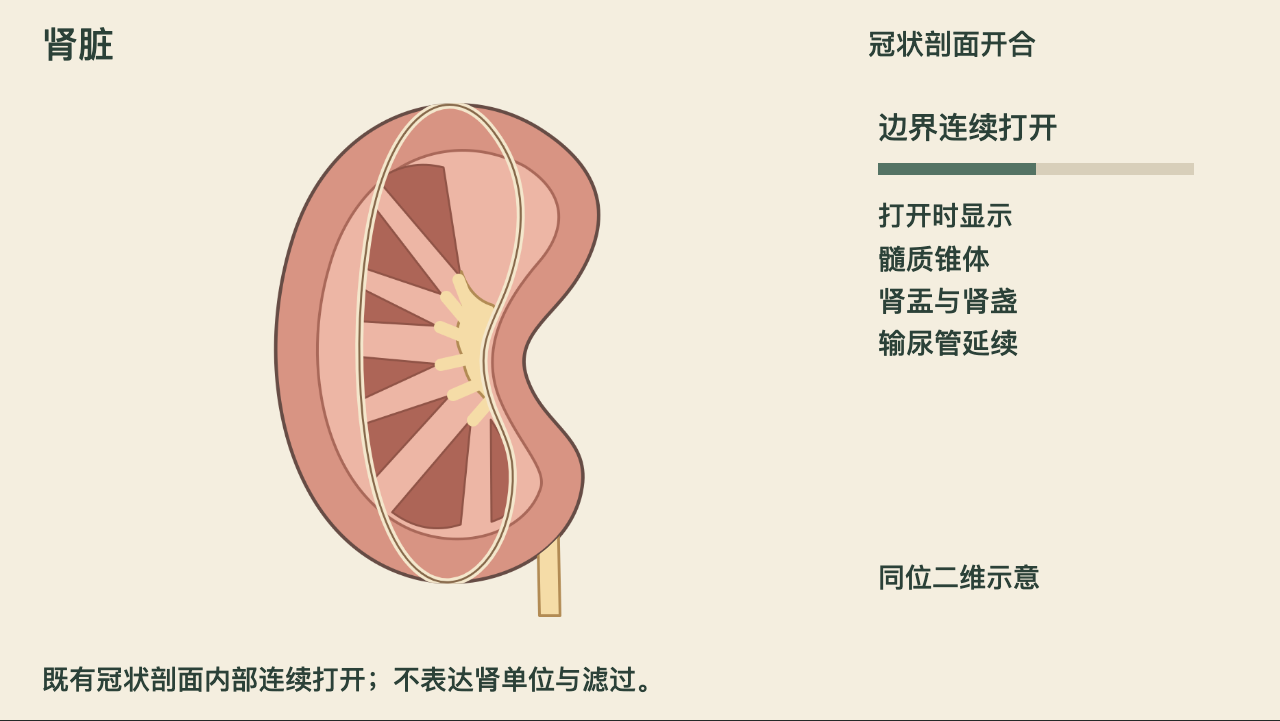 肾脏
冠状剖面开合
边界连续打开
打开时显示
髓质锥体
肾盂与肾盏
输尿管延续
同位二维示意
既有冠状剖面内部连续打开；不表达肾单位与滤过。